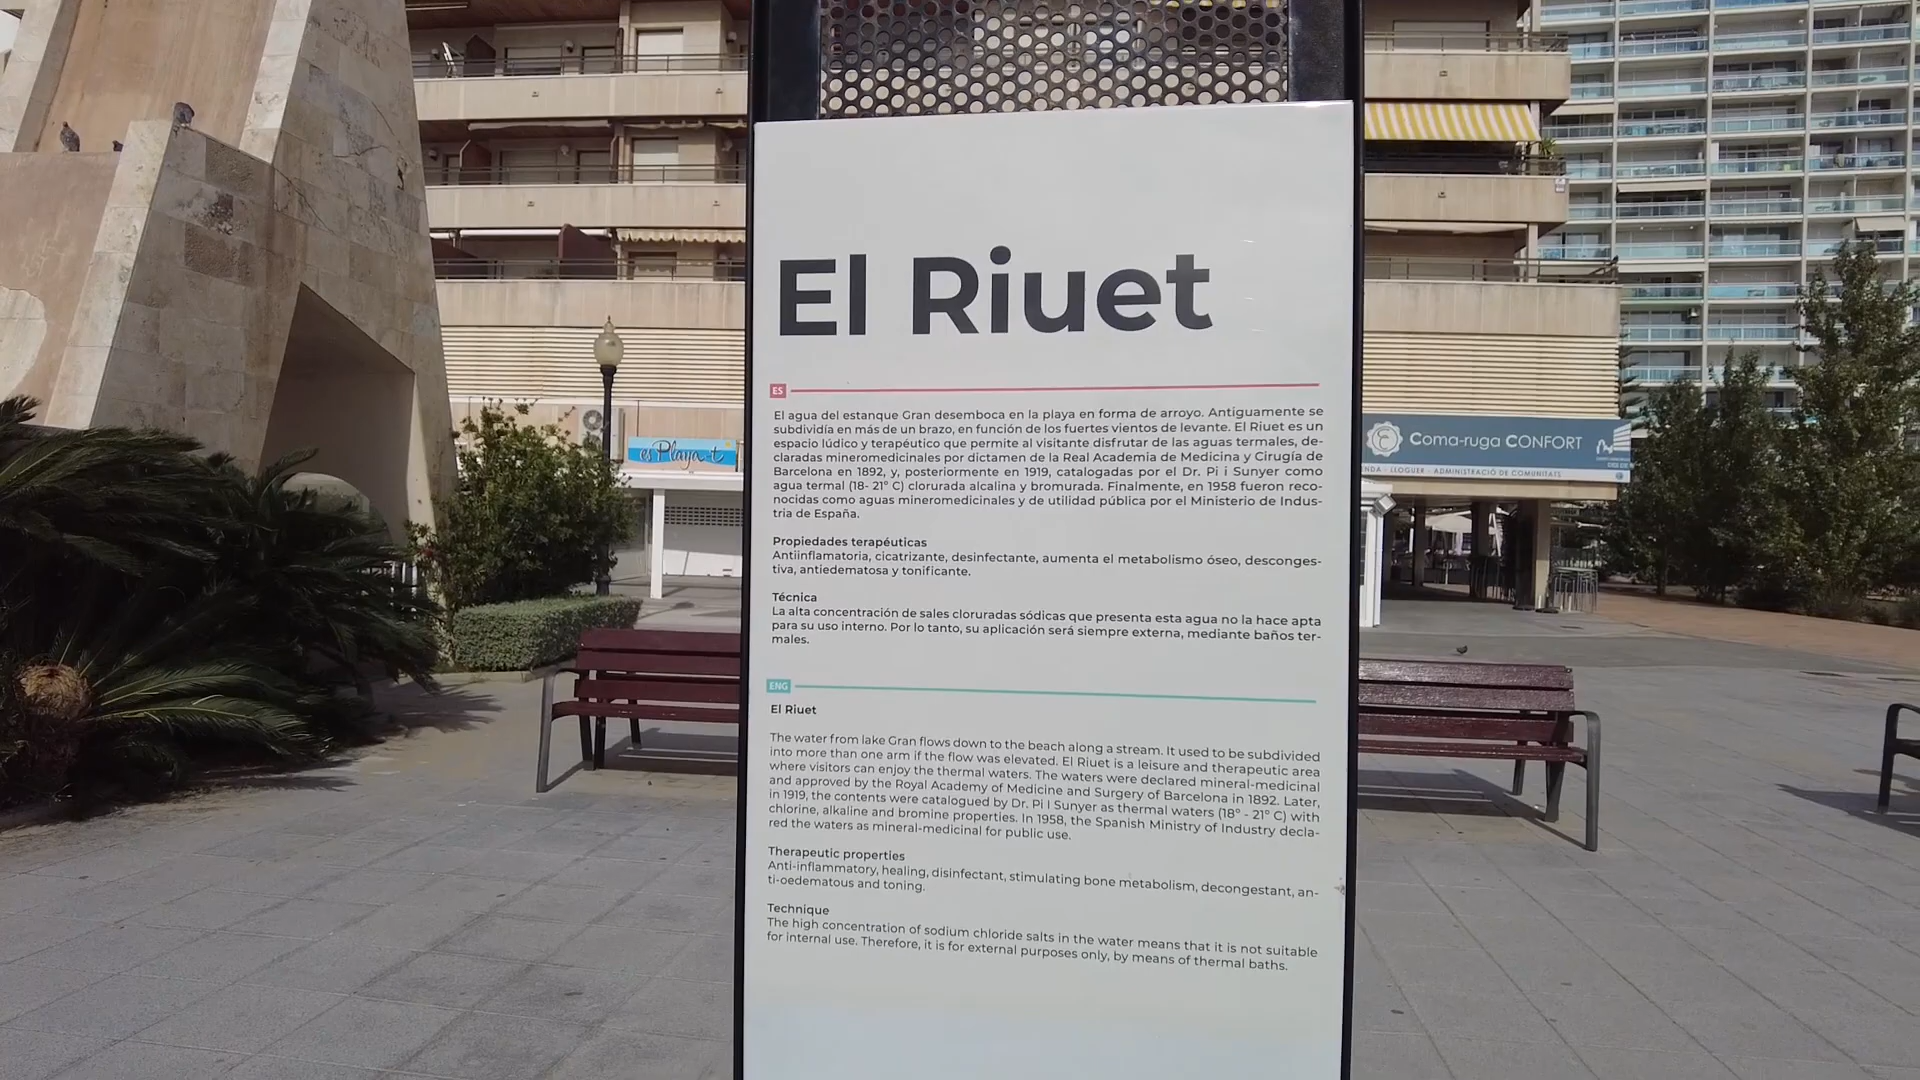 El Riuet
ES
El agua del estanque Gran desemboca en la playa en forma de arroyo. Antiguamente se
subdividía en más de un brazo, en función de los fuertes vientos de levante. El Riuet es un
espacio lúdico y terapéutico que permite al visitante disfrutar de las aguas termales, de-
claradas mineromedicinales por dictamen de la Real Academia de Medicina y Cirugía de
Barcelona en 1892, y, posteriormente en 1919, catalogadas por el Dr. Pi i Sunyer como
agua termal (18- 21º C) clorurada alcalina y bromurada. Finalmente, en 1958 fueron reco-
nocidas como aguas mineromedicinales y de utilidad pública por el Ministerio de Indus-
tria de España.
Propiedades terapéuticas
Antiinflamatoria, cicatrizante, desinfectante, aumenta el metabolismo óseo, desconges-
tiva, antiedematosa y tonificante.
Técnica
La alta concentración de sales cloruradas sódicas que presenta esta agua no la hace apta
para su uso interno. Por lo tanto, su aplicación será siempre externa, mediante baños ter-
males.
ENG
El Riuet
The water from lake Gran flows down to the beach along a stream. It used to be subdivided
into more than one arm if the flow was elevated. El Riuet is a leisure and therapeutic area
where visitors can enjoy the thermal waters. The waters were declared mineral-medicinal
and approved by the Royal Academy of Medicine and Surgery of Barcelona in 1892. Later,
in 1919, the contents were catalogued by Dr. Pi I Sunyer as thermal waters (18º - 21º C) with
chlorine, alkaline and bromine properties. In 1958, the Spanish Ministry of Industry decla-
red the waters as mineral-medicinal for public use.
Therapeutic properties
Anti-inflammatory, healing, disinfectant, stimulating bone metabolism, decongestant, an-
ti-oedematous and toning.
Technique
The high concentration of sodium chloride salts in the water means that it is not suitable
for internal use. Therefore, it is for external purposes only, by means of thermal baths.
es Playa-t
Coma-ruga CONFORT
ENDA - LLOGUER - ADMINISTRACIÓ DE COMUNITATS